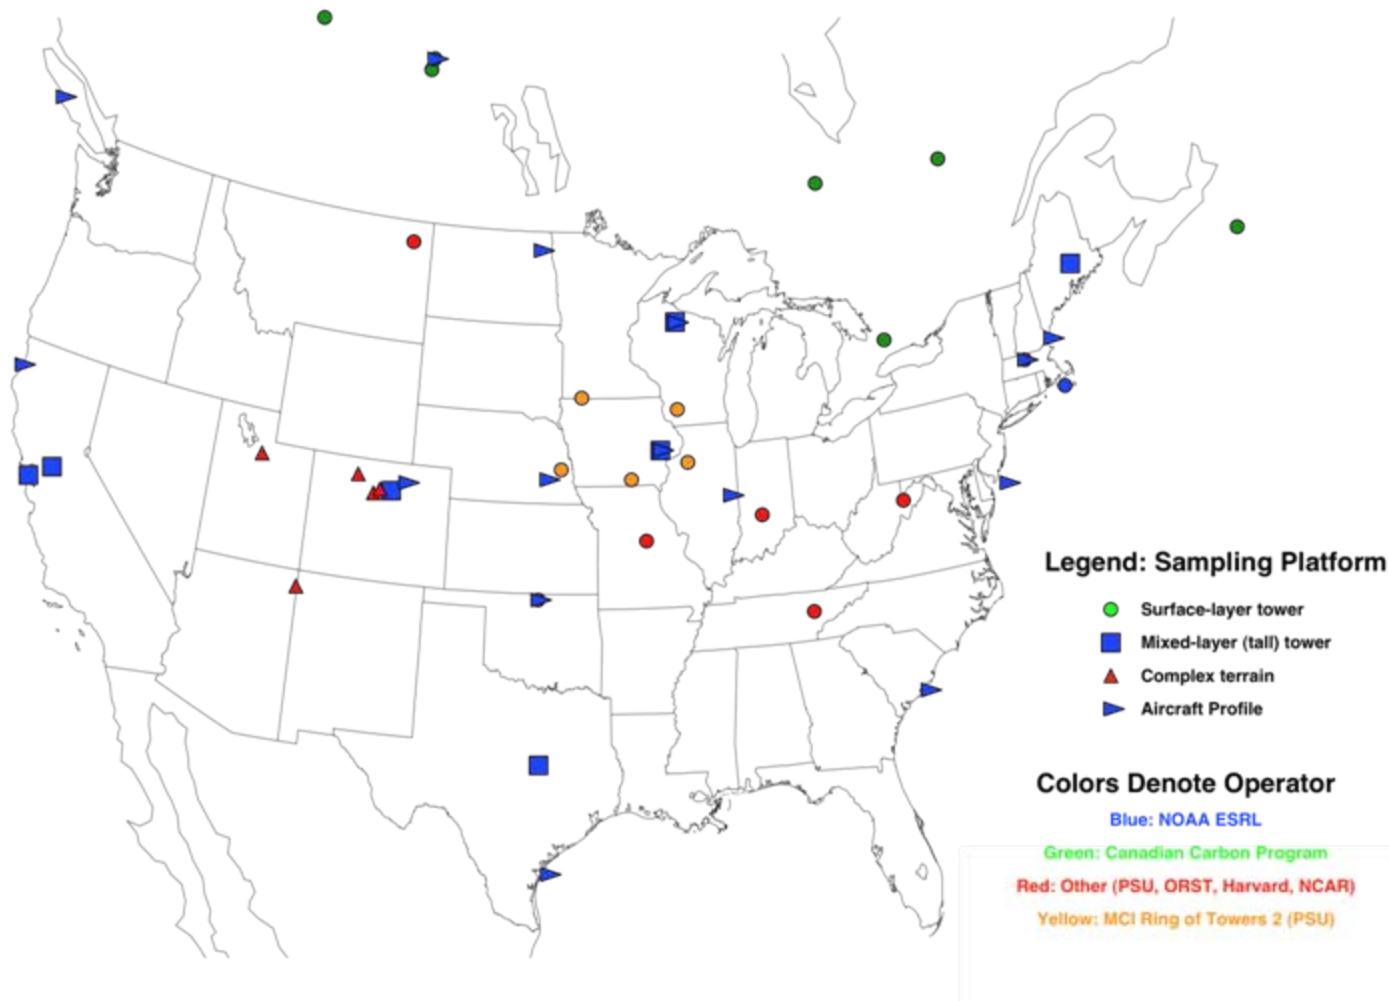 Legend: Sampling Platform
Surface-layer tower
Mixed-layer (tall) tower
Complex terrain
Aircraft Profile
Colors Denote Operator
Blue: NOAA ESRL
Green: Canadian Carbon Program
Red: Other (PSU, ORST, Harvard, NCAR)
Yellow: MCI Ring of Towers 2 (PSU)